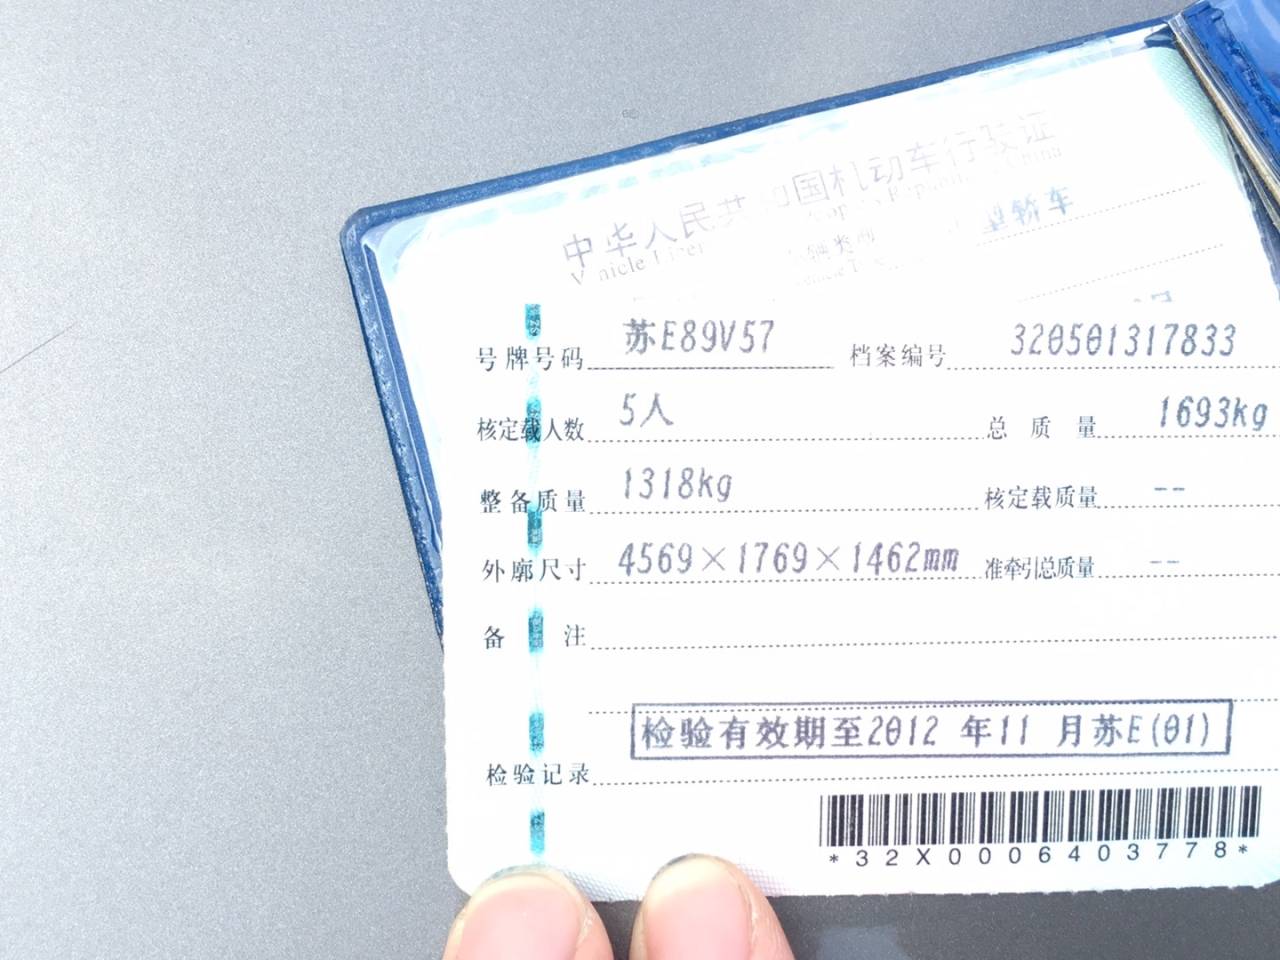 中华人民共和国机动车行驶证
辆类 型轿车
号牌号码 苏E89V57 档案编号 320501317833
核定载人数 5人 总质量 1693kg
整备质量 1318kg 核定载质量 --
外廓尺寸 4569×1769×1462mm 准牵引总质量 --
备注
检验有效期至2012 年11 月苏E(01)
检验记录
*32X0006403778*